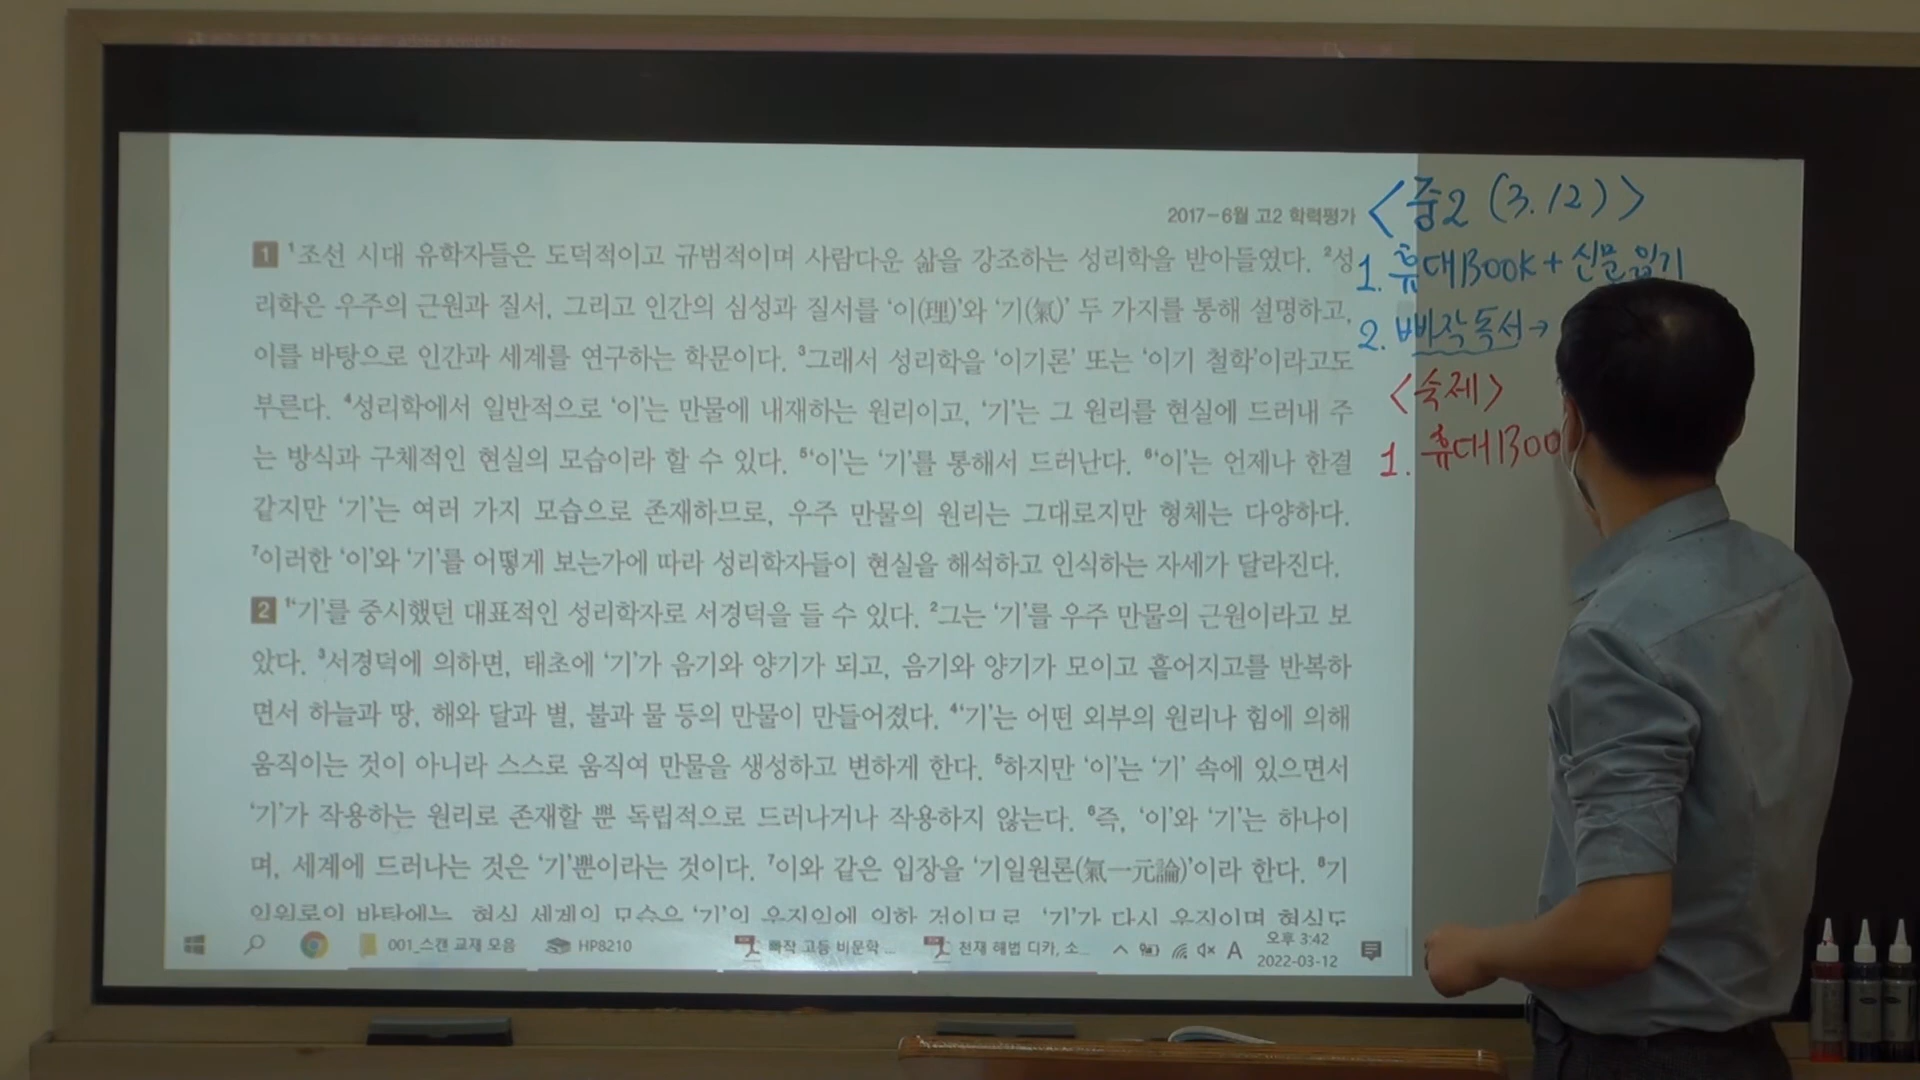 2017-6월 고2 학력평가
1 ¹조선 시대 유학자들은 도덕적이고 규범적이며 사람다운 삶을 강조하는 성리학을 받아들였다. ²성
리학은 우주의 근원과 질서, 그리고 인간의 심성과 질서를 '이(理)'와 '기(氣)' 두 가지를 통해 설명하고,
이를 바탕으로 인간과 세계를 연구하는 학문이다. ³그래서 성리학을 '이기론' 또는 '이기 철학'이라고도
부른다. ⁴성리학에서 일반적으로 '이'는 만물에 내재하는 원리이고, '기'는 그 원리를 현실에 드러내 주
는 방식과 구체적인 현실의 모습이라 할 수 있다. ⁵'이'는 '기'를 통해서 드러난다. ⁶'이'는 언제나 한결
같지만 '기'는 여러 가지 모습으로 존재하므로, 우주 만물의 원리는 그대로지만 형체는 다양하다.
⁷이러한 '이'와 '기'를 어떻게 보는가에 따라 성리학자들이 현실을 해석하고 인식하는 자세가 달라진다.
2 ¹'기'를 중시했던 대표적인 성리학자로 서경덕을 들 수 있다. ²그는 '기'를 우주 만물의 근원이라고 보
았다. ³서경덕에 의하면, 태초에 '기'가 음기와 양기가 되고, 음기와 양기가 모이고 흩어지고를 반복하
면서 하늘과 땅, 해와 달과 별, 불과 물 등의 만물이 만들어졌다. ⁴'기'는 어떤 외부의 원리나 힘에 의해
움직이는 것이 아니라 스스로 움직여 만물을 생성하고 변하게 한다. ⁵하지만 '이'는 '기' 속에 있으면서
'기'가 작용하는 원리로 존재할 뿐 독립적으로 드러나거나 작용하지 않는다. ⁶즉, '이'와 '기'는 하나이
며, 세계에 드러나는 것은 '기'뿐이라는 것이다. ⁷이와 같은 입장을 '기일원론(氣一元論)'이라 한다. ⁸기
<중2 (3.12)>
1. 휴대BOOK + 신문 읽기
2. 빠작독서→
<숙제>
1. 휴대BOO
001_스캔 교재 모음
HP8210
빠작 고등 비문학 ...
천재 해법 디카, 소...
A
오후 3:42
2022-03-12